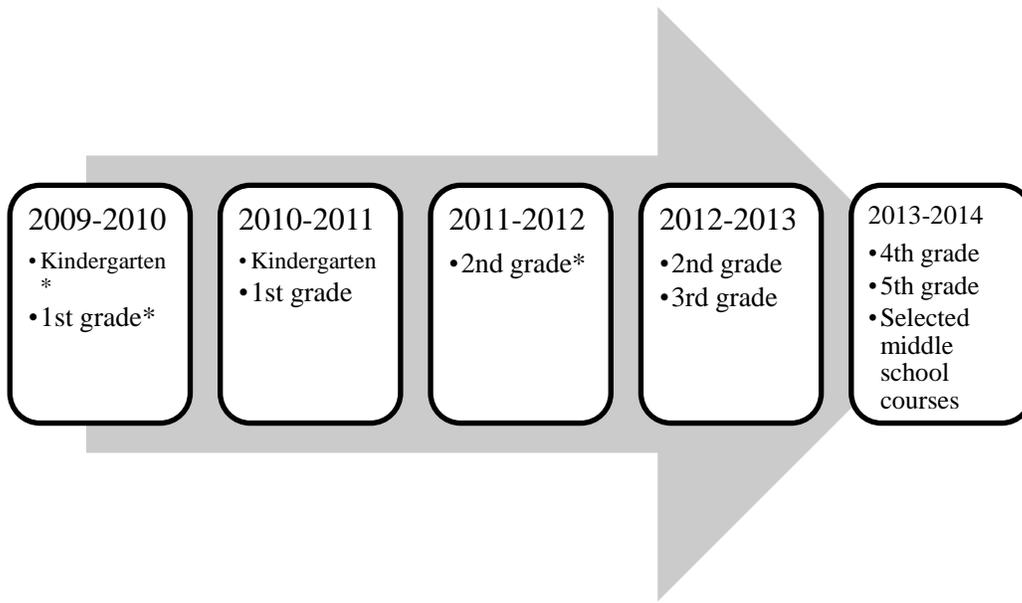 2009-2010
•Kindergarten
*
•1st grade*
2010-2011
•Kindergarten
•1st grade
2011-2012
•2nd grade*
2012-2013
•2nd grade
•3rd grade
2013-2014
•4th grade
•5th grade
•Selected
middle
school
courses